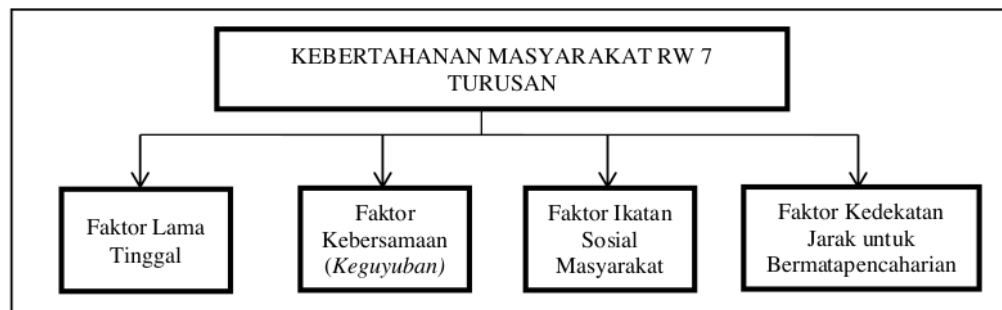 KEBERTAHANAN MASYARAKAT RW 7
TURUSAN
Faktor Lama
Tinggal
Faktor
Kebersamaan
(Keguyuban)
Faktor Ikatan
Sosial
Masyarakat
Faktor Kedekatan
Jarak untuk
Bermatapencaharian